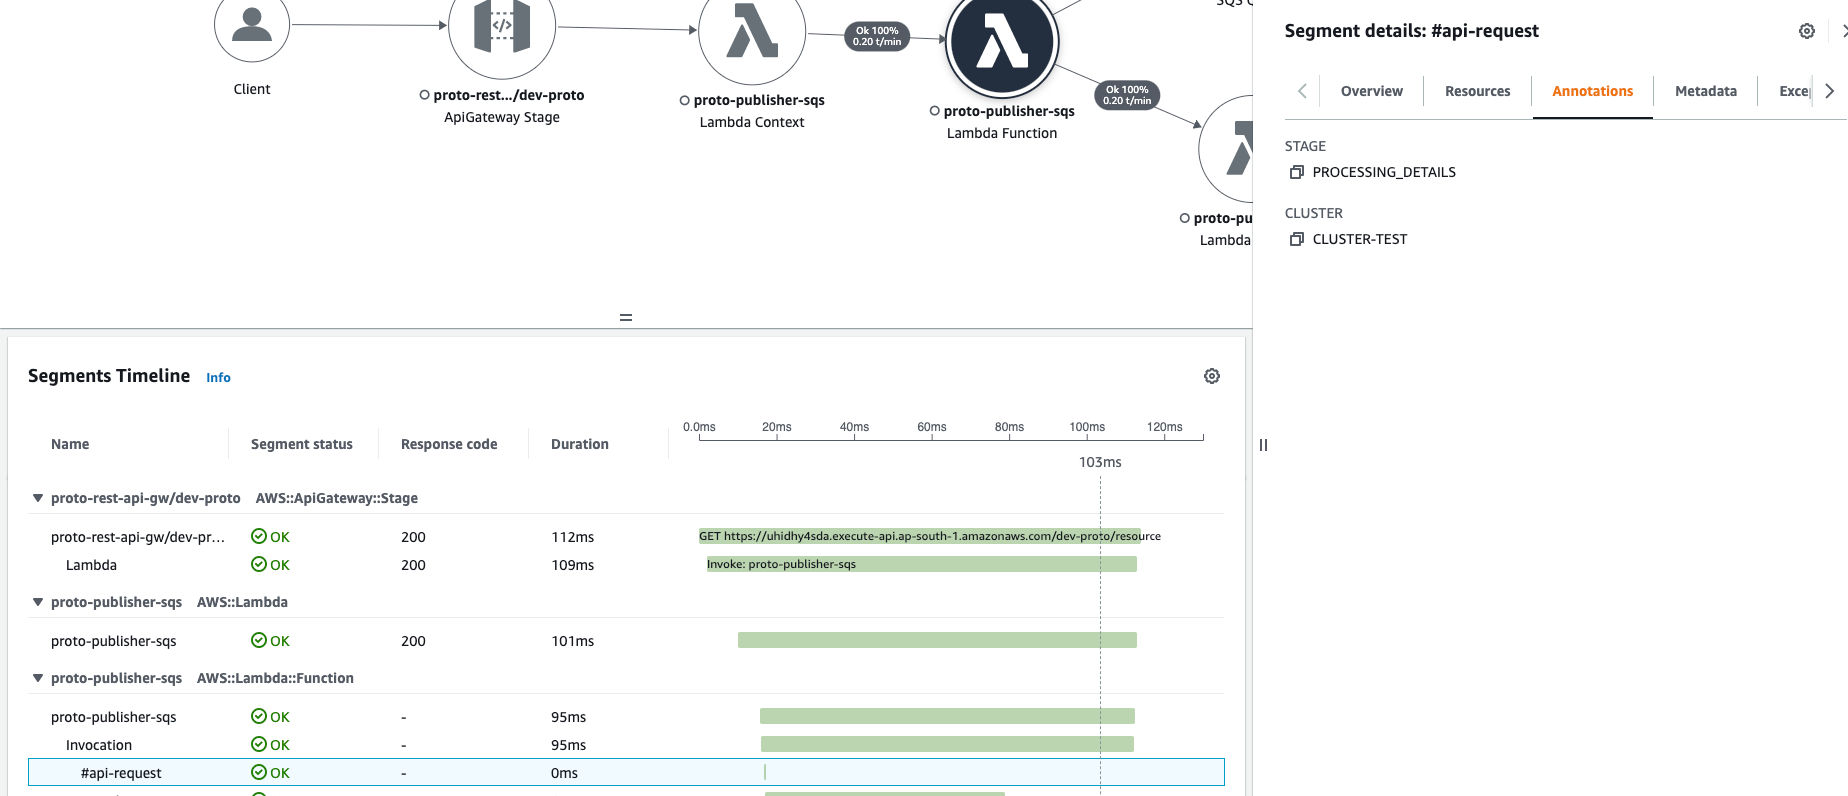 SQS
Client
proto-rest.../dev-proto
ApiGateway Stage
proto-publisher-sqs
Lambda Context
Ok 100%
0.20 t/min
proto-publisher-sqs
Lambda Function
Ok 100%
0.20 t/min
proto-pu
Lambda
Segments Timeline Info
Name Segment status Response code Duration
0.0ms 20ms 40ms 60ms 80ms 100ms 120ms
103ms
proto-rest-api-gw/dev-proto AWS::ApiGateway::Stage
proto-rest-api-gw/dev-pr... OK 200 112ms GET https://uhidhy4sda.execute-api.ap-south-1.amazonaws.com/dev-proto/resource
Lambda OK 200 109ms Invoke: proto-publisher-sqs
proto-publisher-sqs AWS::Lambda
proto-publisher-sqs OK 200 101ms
proto-publisher-sqs AWS::Lambda::Function
proto-publisher-sqs OK - 95ms
Invocation OK - 95ms
#api-request OK - 0ms
Segment details: #api-request
Overview Resources Annotations Metadata Exce
STAGE
PROCESSING_DETAILS
CLUSTER
CLUSTER-TEST